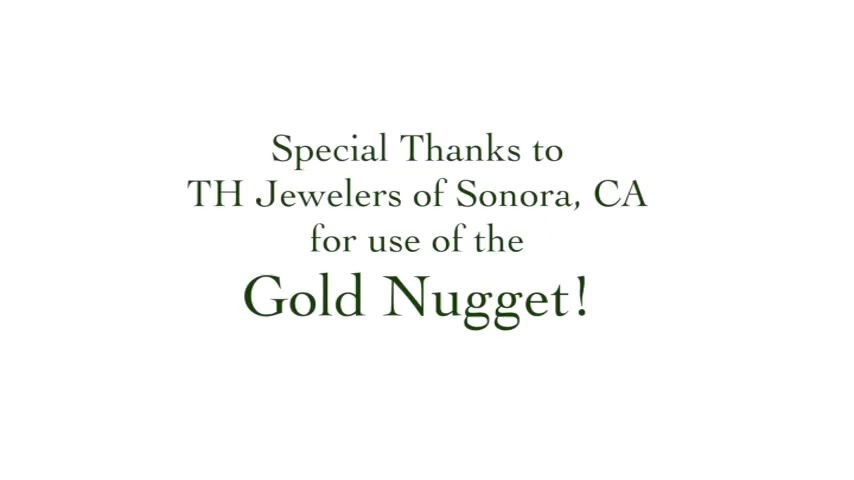 Special Thanks to
TH Jewelers of Sonora, CA
for use of the
Gold Nugget!